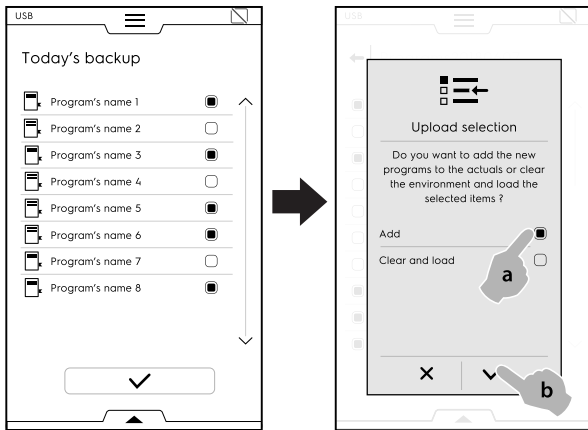 USB
Today's backup
Program's name 1
Program's name 2
Program's name 3
Program's name 4
Program's name 5
Program's name 6
Program's name 7
Program's name 8
USB
Upload selection
Do you want to add the new
programs to the actuals or clear
the environment and load the
selected items ?
Add
Clear and load
a
b